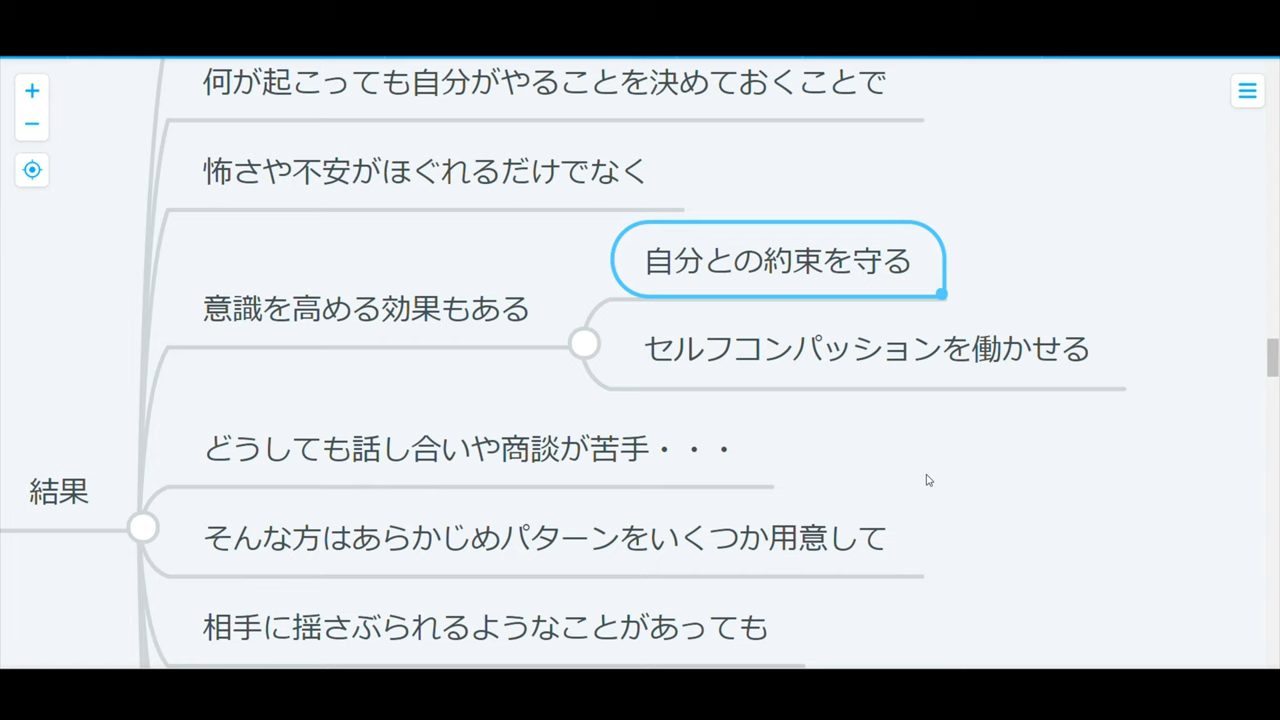 何が起こっても自分がやることを決めておくことで
怖さや不安がほぐれるだけでなく
自分との約束を守る
意識を高める効果もある
セルフコンパッションを働かせる
どうしても話し合いや商談が苦手・・・
結果
そんな方はあらかじめパターンをいくつか用意して
相手に揺さぶられるようなことがあっても